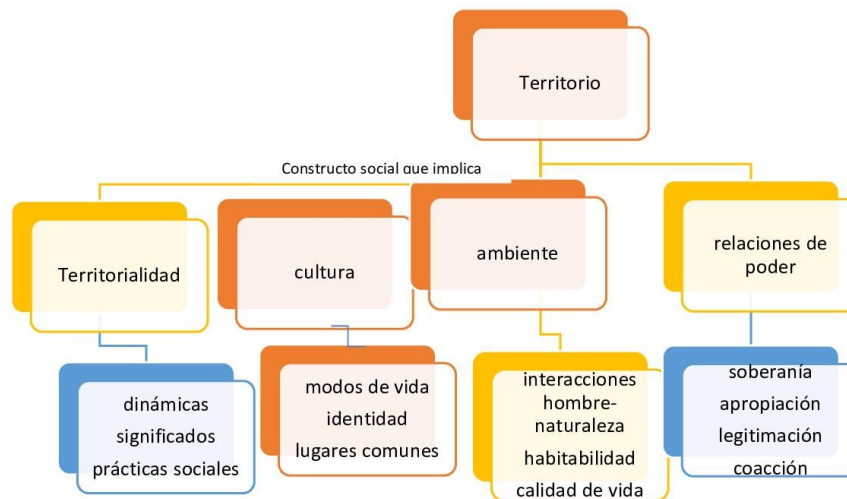 Territorio
Constructo social que implica
Territorialidad
cultura
ambiente
relaciones de
poder
dinámicas
significados
prácticas sociales
modos de vida
identidad
lugares comunes
interacciones
hombre-
naturaleza
habitabilidad
calidad de vida
soberanía
apropiación
legitimación
coacción